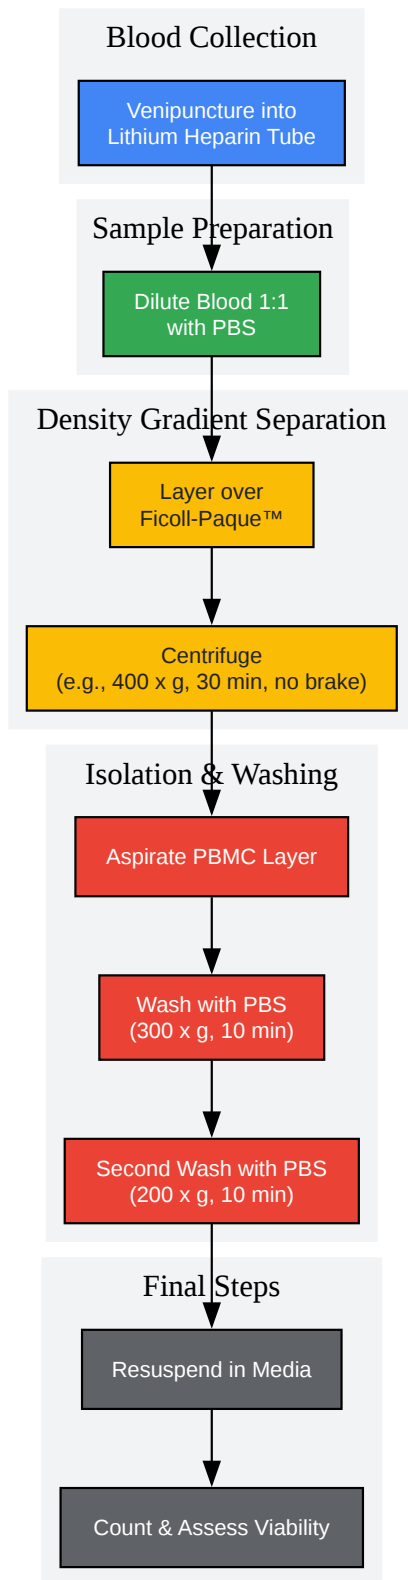 Blood Collection
Venipuncture into
Lithium Heparin Tube
Sample Preparation
Dilute Blood 1:1
with PBS
Density Gradient Separation
Layer over
Ficoll-Paque™
Centrifuge
(e.g., 400 x g, 30 min, no brake)
Isolation & Washing
Aspirate PBMC Layer
Wash with PBS
(300 x g, 10 min)
Second Wash with PBS
(200 x g, 10 min)
Final Steps
Resuspend in Media
Count & Assess Viability